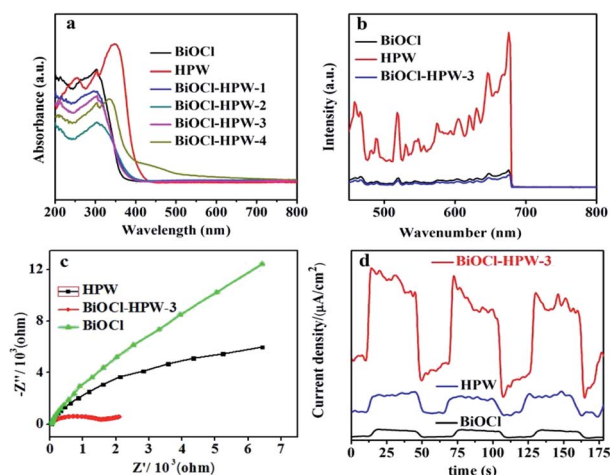 a
BiOCl
HPW
BiOCl-HPW-1
BiOCl-HPW-2
BiOCl-HPW-3
BiOCl-HPW-4
Absorbance (a.u.)
200 300 400 500 600 700 800
Wavelength (nm)
b
BiOCl
HPW
BiOCl-HPW-3
Intensity (a.u.)
500 600 700 800
Wavenumber (nm)
c
HPW
BiOCl-HPW-3
BiOCl
-Z''/ 10³(ohm)
12
8
4
0
0 1 2 3 4 5 6 7
Z'/ 10³(ohm)
d
BiOCl-HPW-3
HPW
BiOCl
Current density/(μA/cm²)
0 25 50 75 100 125 150 175
time (s)